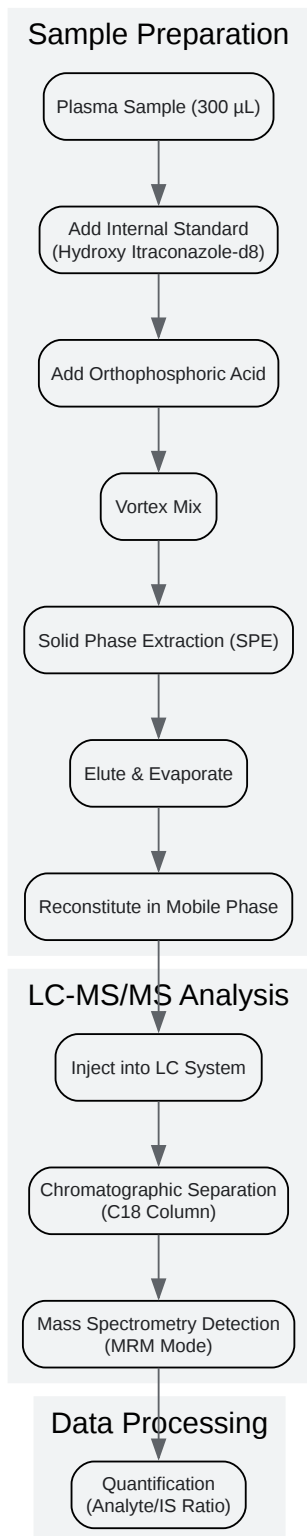 Sample Preparation
Plasma Sample (300 µL)
Add Internal Standard
(Hydroxy Itraconazole-d8)
Add Orthophosphoric Acid
Vortex Mix
Solid Phase Extraction (SPE)
Elute & Evaporate
Reconstitute in Mobile Phase
LC-MS/MS Analysis
Inject into LC System
Chromatographic Separation
(C18 Column)
Mass Spectrometry Detection
(MRM Mode)
Data Processing
Quantification
(Analyte/IS Ratio)